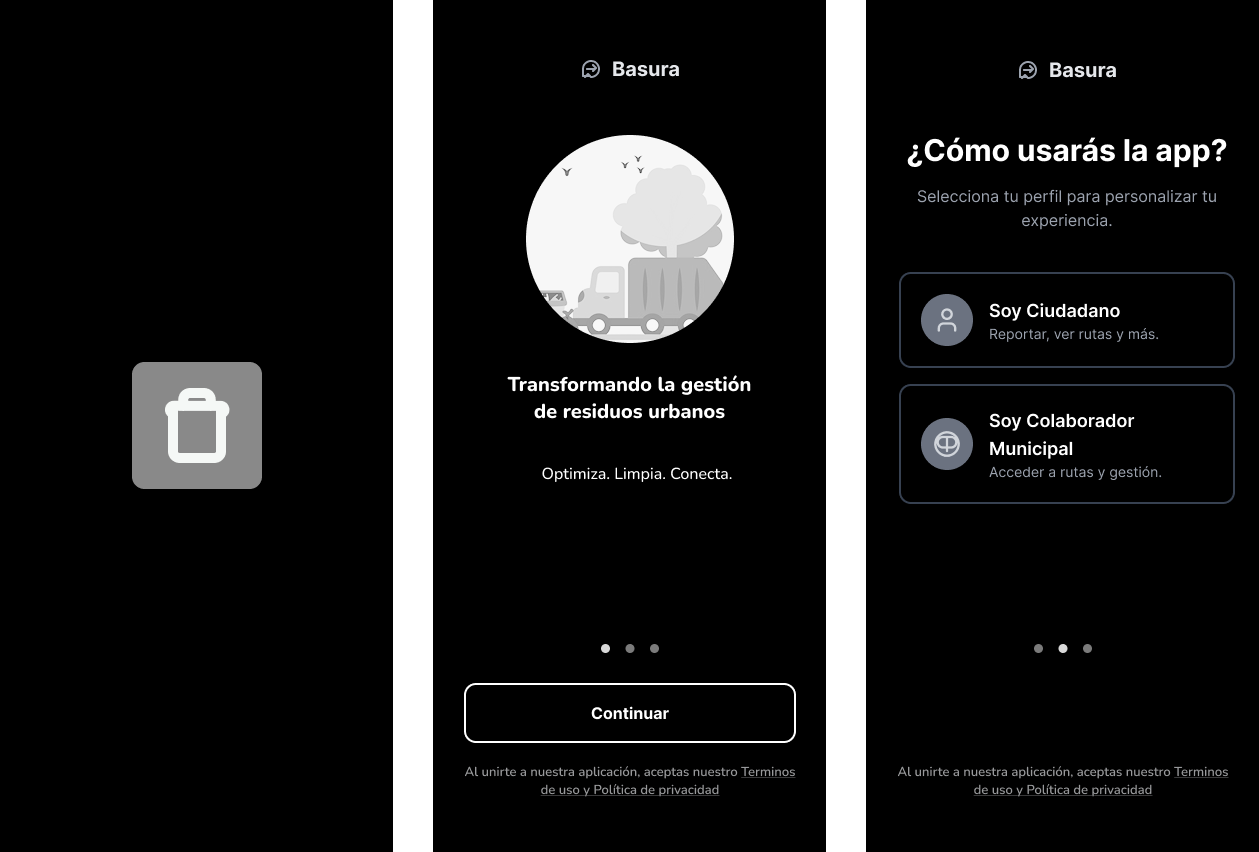 Basura
Transformando la gestión
de residuos urbanos
Optimiza. Limpia. Conecta.
Continuar
Al unirte a nuestra aplicación, aceptas nuestro Terminos
de uso y Política de privacidad
Basura
¿Cómo usarás la app?
Selecciona tu perfil para personalizar tu
experiencia.
Soy Ciudadano
Reportar, ver rutas y más.
Soy Colaborador
Municipal
Acceder a rutas y gestión.
Al unirte a nuestra aplicación, aceptas nuestro Terminos
de uso y Política de privacidad